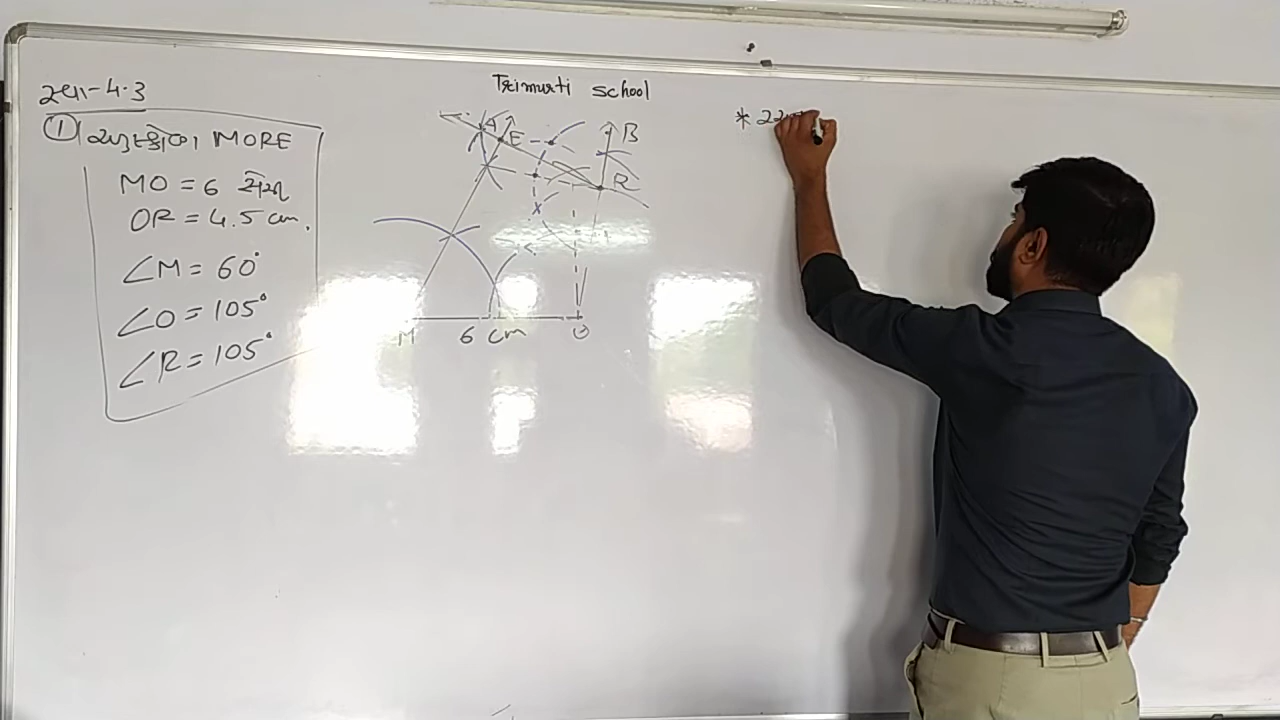 સ્વા-4.3
Trimurti school
① ચતુષ્કોણ MORE
MO = 6 સેમી
OR = 4.5 cm.
∠M = 60°
∠O = 105°
∠R = 105°
A
E
B
R
M 6 cm O
*